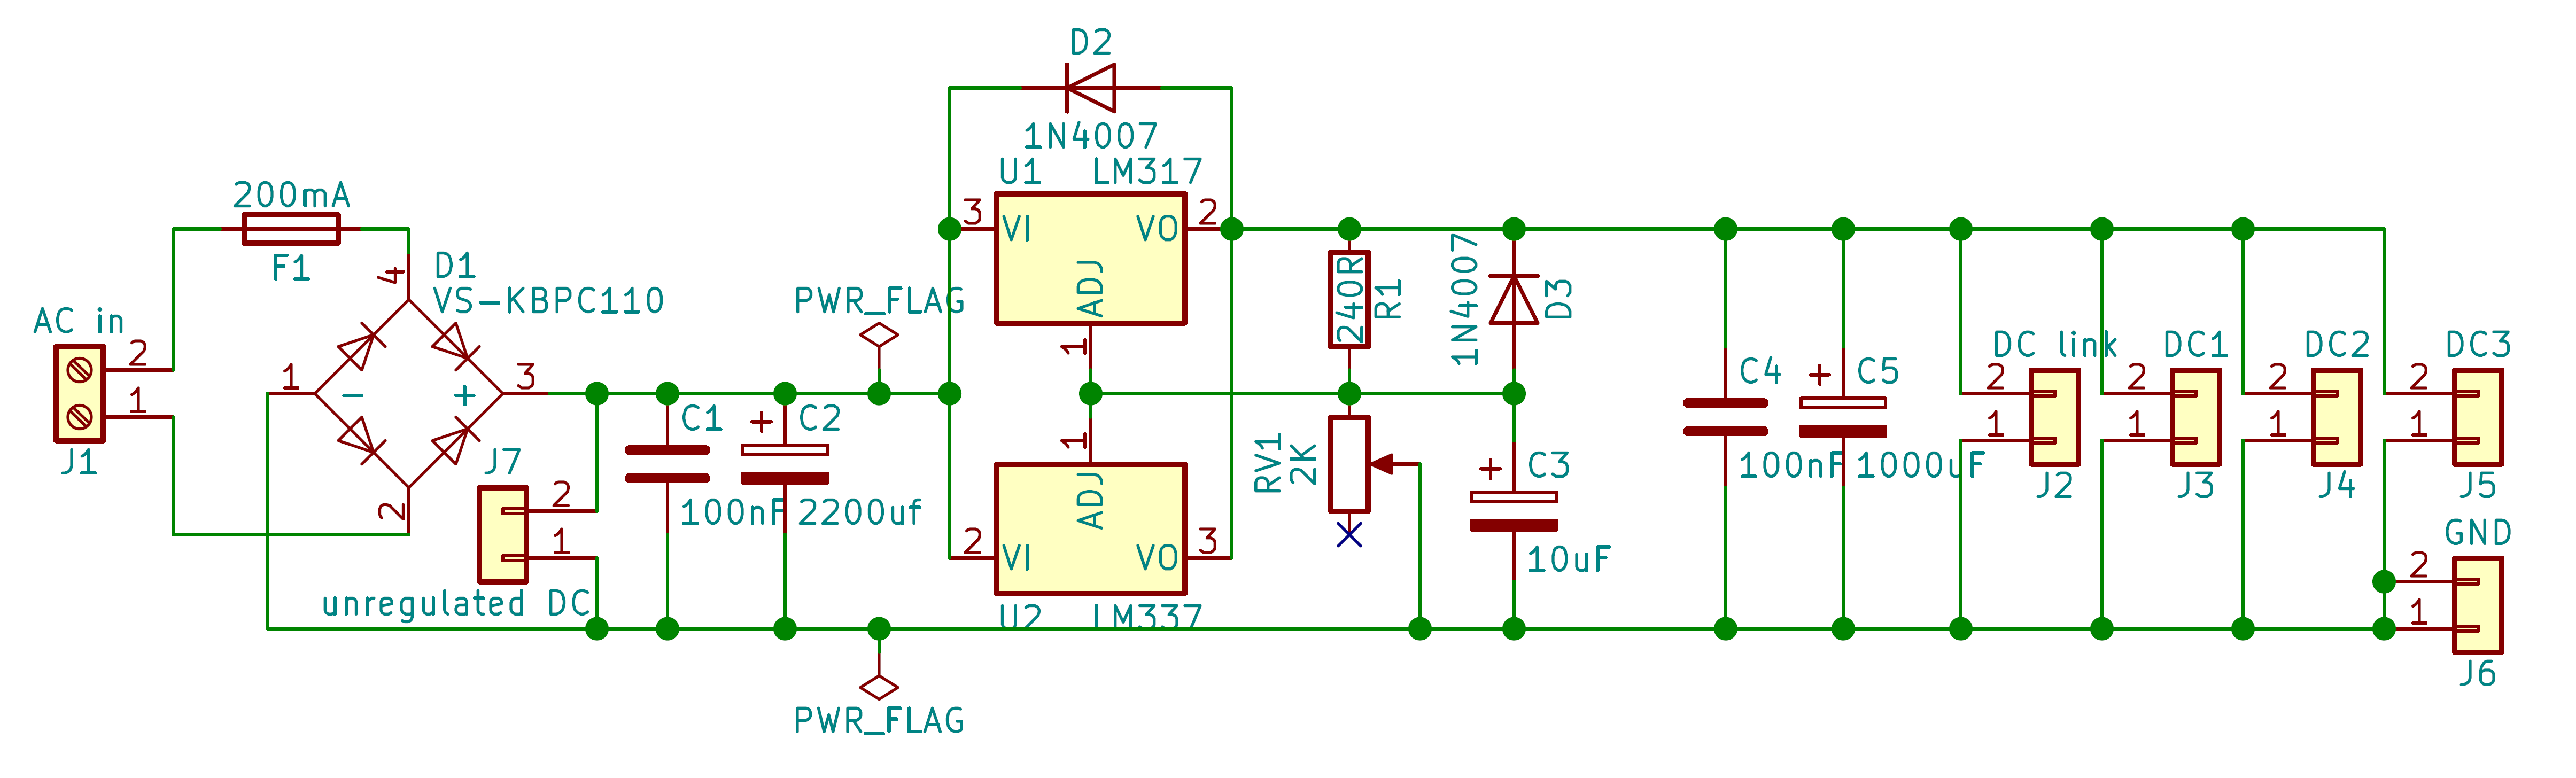 D2
1N4007
U1 LM317
3 VI VO 2
ADJ
1
200mA
F1
D1
VS-KBPC110
4
1
-
+
3
2
AC in
2
1
J1
J7
2
1
unregulated DC
PWR_FLAG
C1
100nF
+
C2
2200uf
PWR_FLAG
1
ADJ
2 VI VO 3
U2 LM337
240R
R1
RV1
2K
1N4007
D3
+
C3
10uF
C4
100nF
+
C5
1000uF
DC link
2
1
J2
DC1
2
1
J3
DC2
2
1
J4
DC3
2
1
J5
GND
2
1
J6